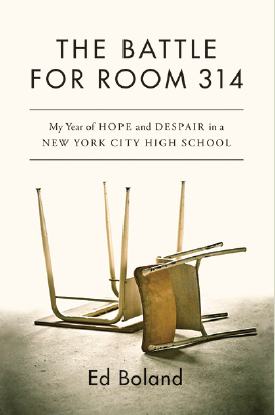 THE BATTLE
FOR ROOM 314
My Year of HOPE and DESPAIR in a
NEW YORK CITY HIGH SCHOOL
Ed Boland